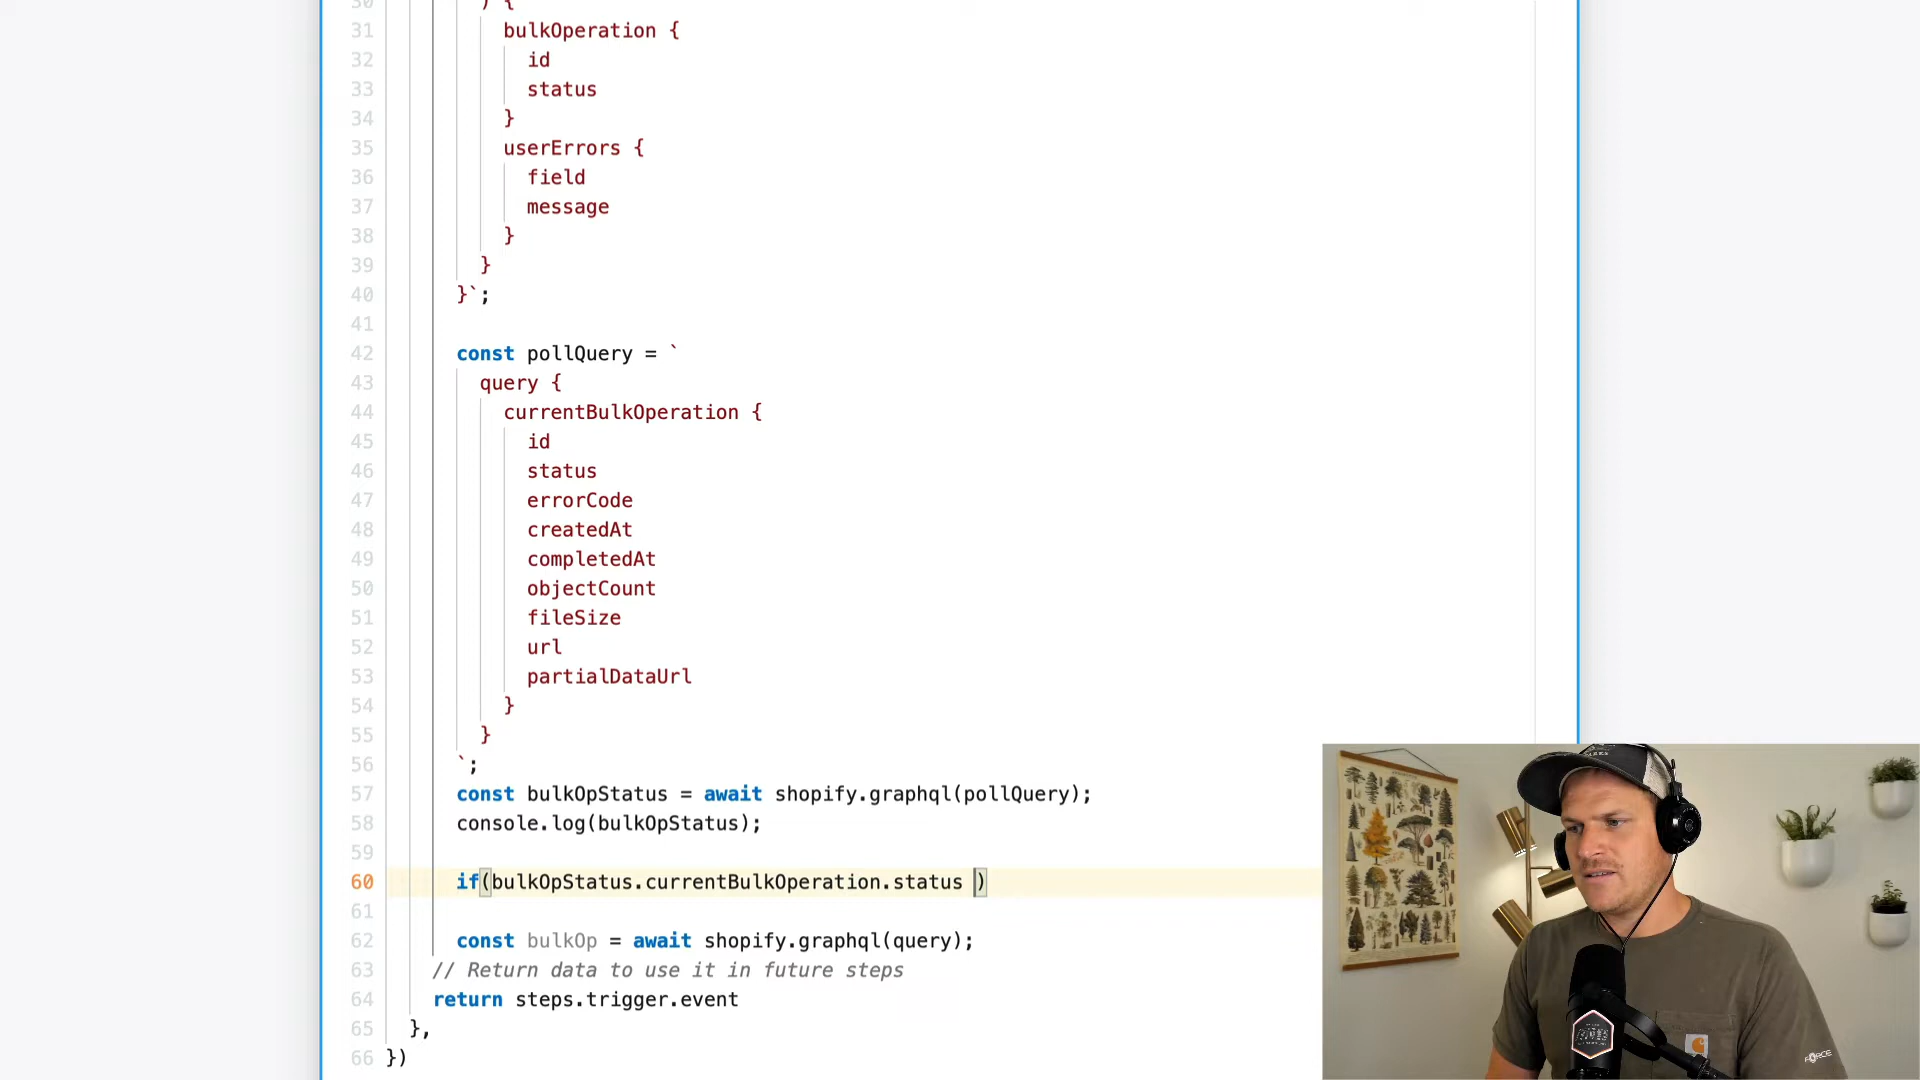 30 ) {
31 bulkOperation {
32 id
33 status
34 }
35 userErrors {
36 field
37 message
38 }
39 }
40 }`;
41
42 const pollQuery = `
43 query {
44 currentBulkOperation {
45 id
46 status
47 errorCode
48 createdAt
49 completedAt
50 objectCount
51 fileSize
52 url
53 partialDataUrl
54 }
55 }
56 `;
57 const bulkOpStatus = await shopify.graphql(pollQuery);
58 console.log(bulkOpStatus);
59
60 if(bulkOpStatus.currentBulkOperation.status )
61
62 const bulkOp = await shopify.graphql(query);
63 // Return data to use it in future steps
64 return steps.trigger.event
65 },
66 })
FORCE